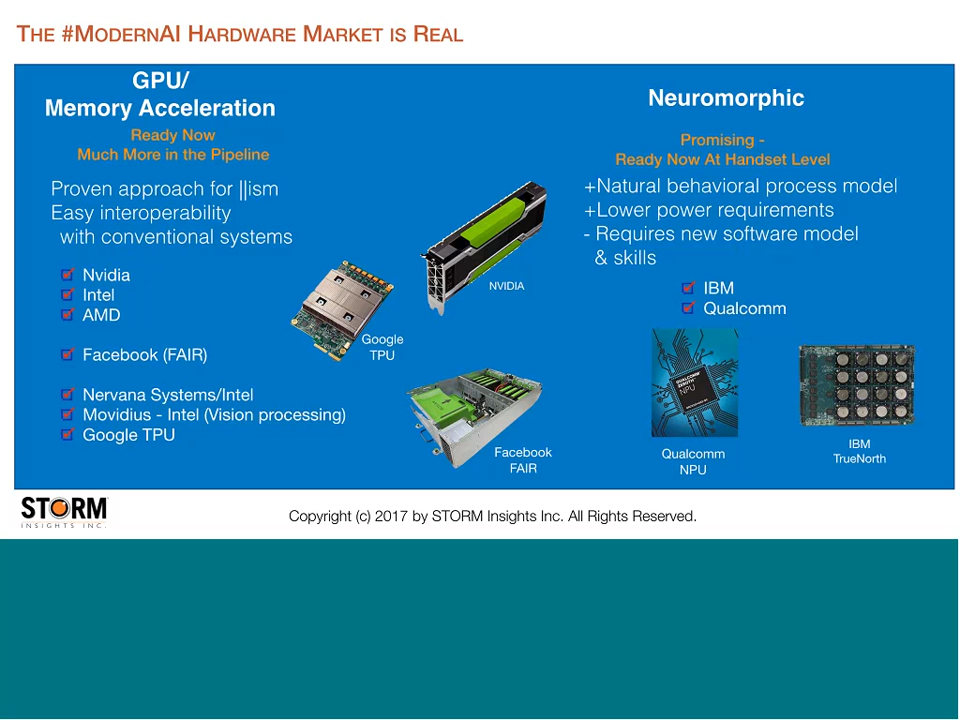 THE #MODERNAI HARDWARE MARKET IS REAL
GPU/
Memory Acceleration
Ready Now
Much More in the Pipeline
Proven approach for ||ism
Easy interoperability
with conventional systems
Nvidia
Intel
AMD
Facebook (FAIR)
Nervana Systems/Intel
Movidius - Intel (Vision processing)
Google TPU
NVIDIA
Google
TPU
Facebook
FAIR
Neuromorphic
Promising -
Ready Now At Handset Level
+Natural behavioral process model
+Lower power requirements
- Requires new software model
& skills
IBM
Qualcomm
QUALCOMM
ZEROTH
NPU
Qualcomm
NPU
IBM
TrueNorth
STORM
INSIGHTS INC.
Copyright (c) 2017 by STORM Insights Inc. All Rights Reserved.